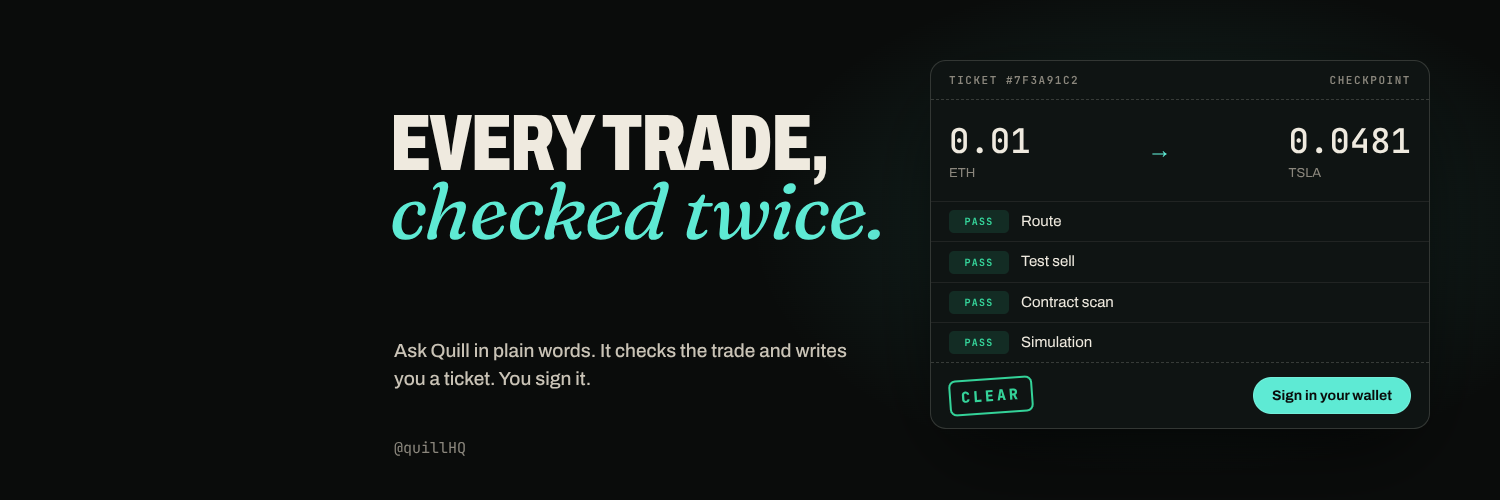 EVERY TRADE,
checked twice.
Ask Quill in plain words. It checks the trade and writes
you a ticket. You sign it.
@quillHQ
TICKET #7F3A91C2 CHECKPOINT
0.01 → 0.0481
ETH TSLA
PASS Route
PASS Test sell
PASS Contract scan
PASS Simulation
CLEAR Sign in your wallet